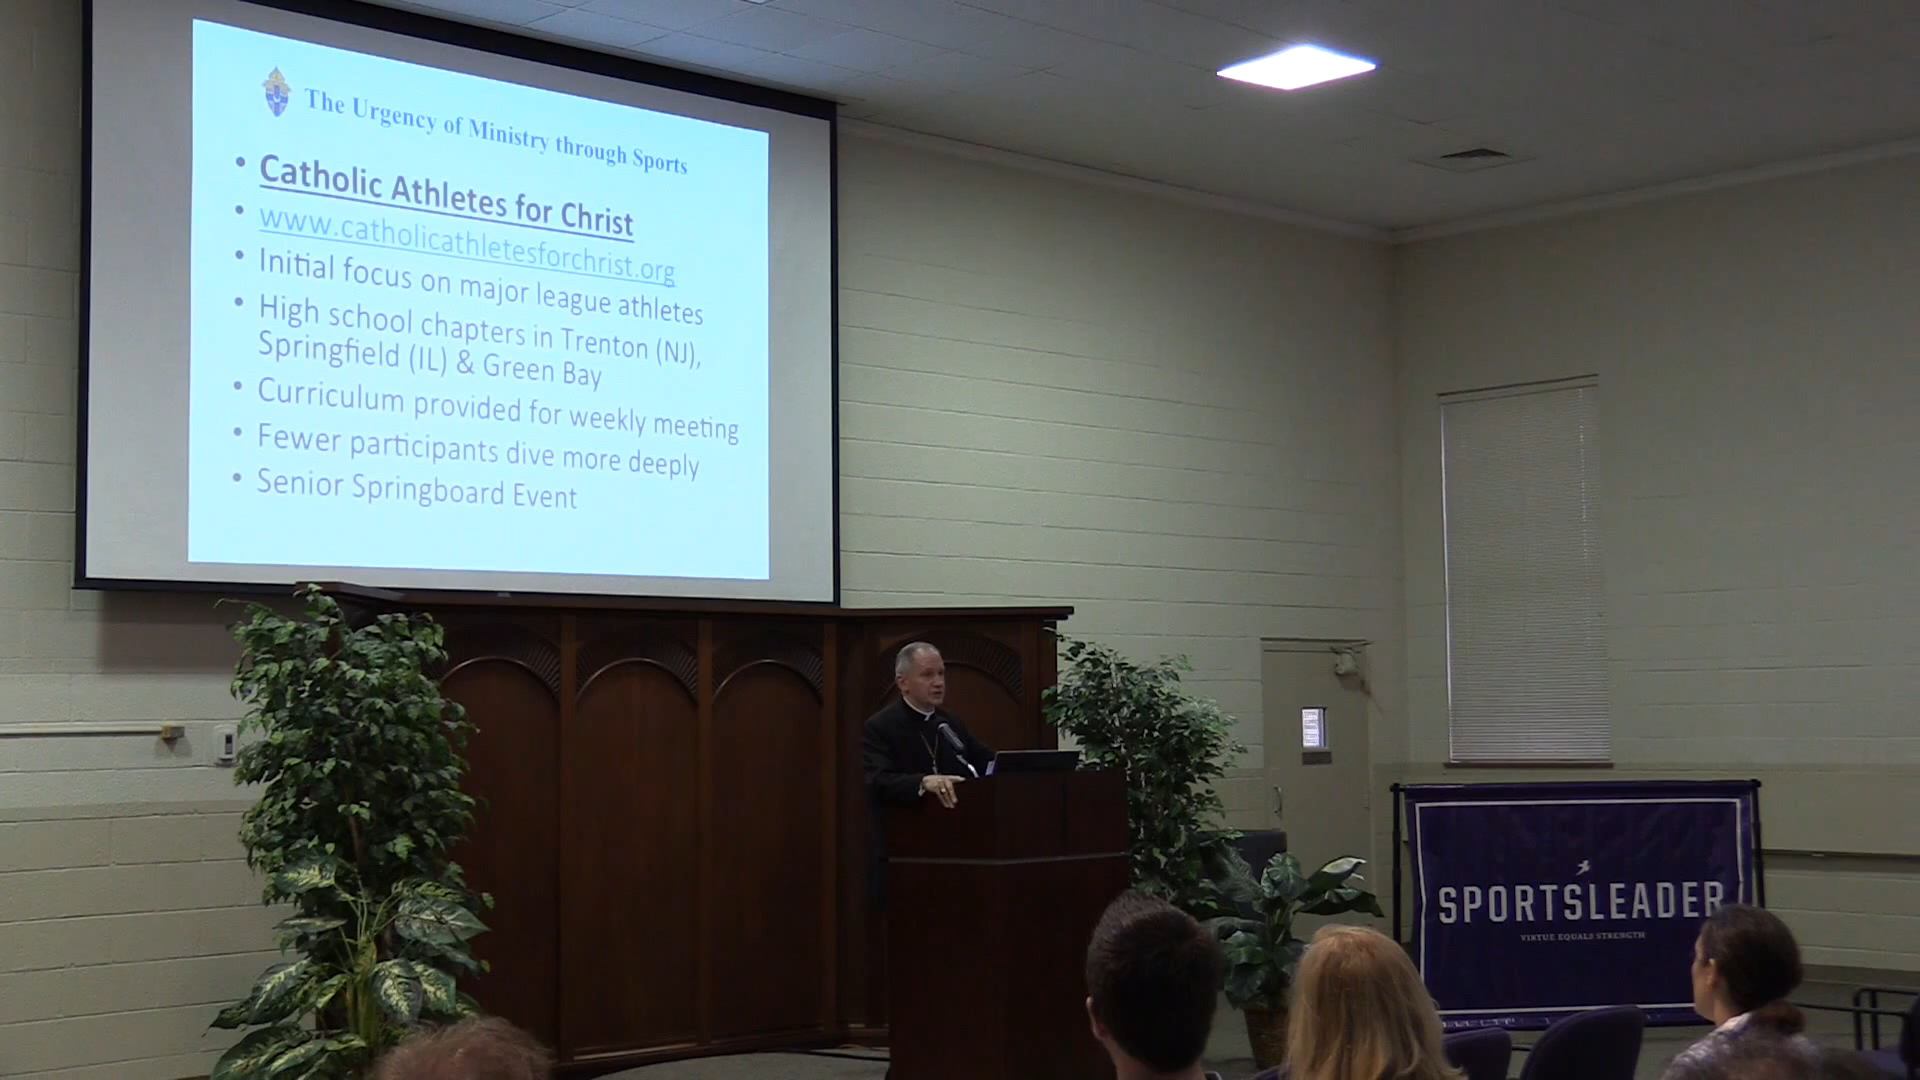 The Urgency of Ministry through Sports
• Catholic Athletes for Christ
• www.catholicathletesforchrist.org
• Initial focus on major league athletes
• High school chapters in Trenton (NJ),
Springfield (IL) & Green Bay
• Curriculum provided for weekly meeting
• Fewer participants dive more deeply
• Senior Springboard Event
SPORTSLEADER
VIRTUE EQUALS STRENGTH